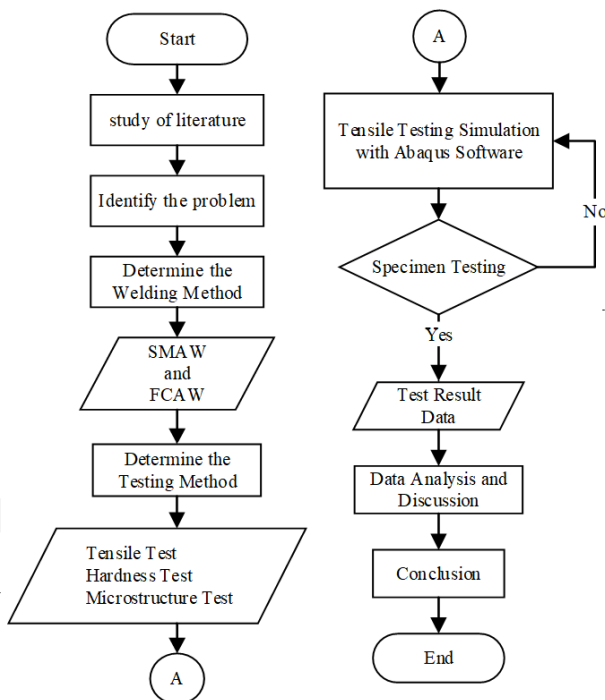 Start
study of literature
Identify the problem
Determine the
Welding Method
SMAW
and
FCAW
Determine the
Testing Method
Tensile Test
Hardness Test
Microstructure Test
A
A
Tensile Testing Simulation
with Abaqus Software
No
Specimen Testing
Yes
Test Result
Data
Data Analysis and
Discussion
Conclusion
End